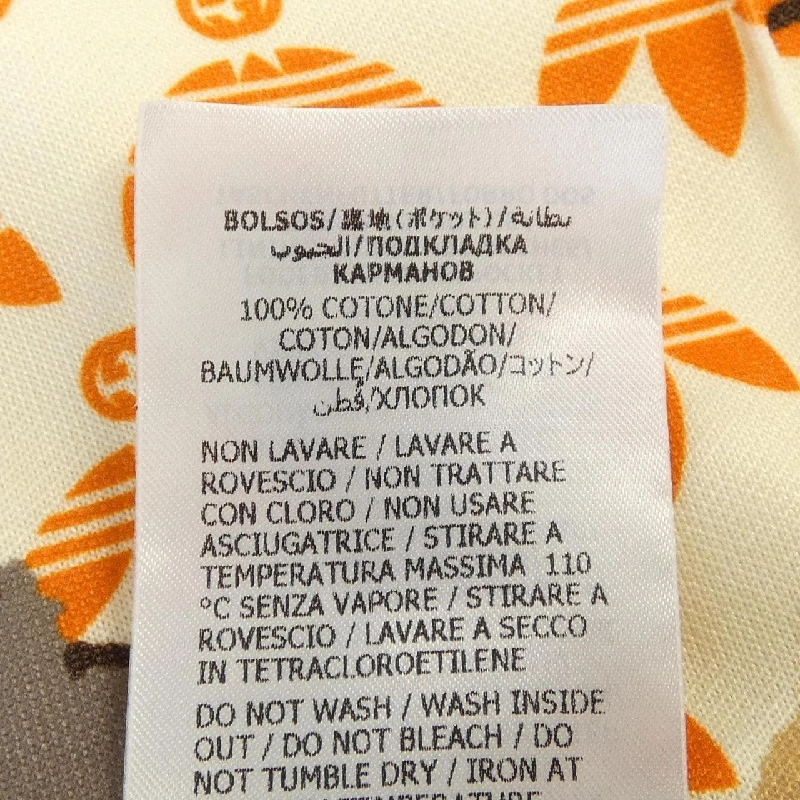 BOLSOS/裏地(ポケット)/بطانة
الجيوب/ПОДКЛАДКА
КАРМАНОВ
100% COTONE/COTTON/
COTON/ALGODON/
BAUMWOLLE/ALGODÃO/コットン/
قطن/ХЛОПОК
NON LAVARE / LAVARE A
ROVESCIO / NON TRATTARE
CON CLORO / NON USARE
ASCIUGATRICE / STIRARE A
TEMPERATURA MASSIMA 110
°C SENZA VAPORE / STIRARE A
ROVESCIO / LAVARE A SECCO
IN TETRACLOROETILENE
DO NOT WASH / WASH INSIDE
OUT / DO NOT BLEACH / DO
NOT TUMBLE DRY / IRON AT